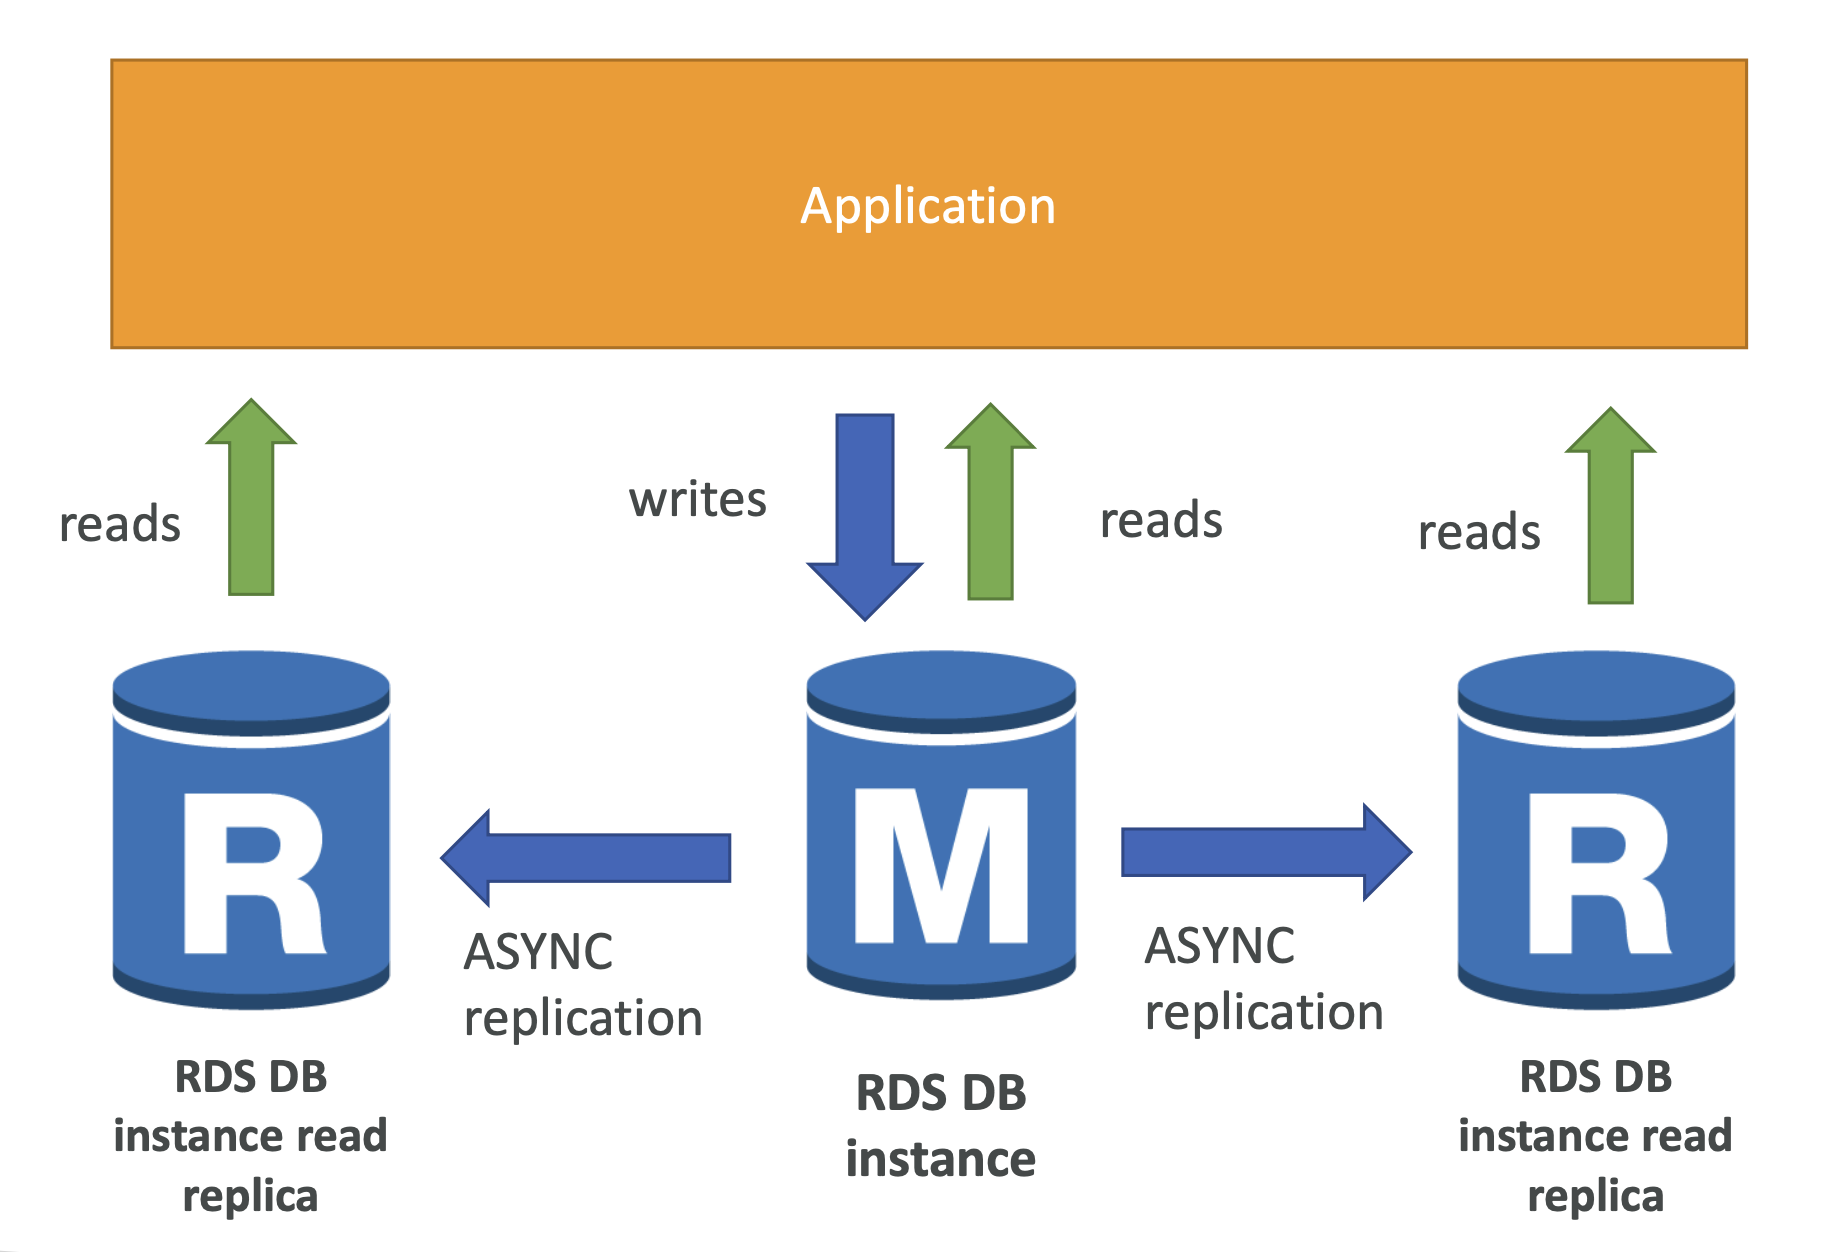 Application
reads
writes
reads
reads
R
M
R
ASYNC
replication
ASYNC
replication
RDS DB
instance read
replica
RDS DB
instance
RDS DB
instance read
replica